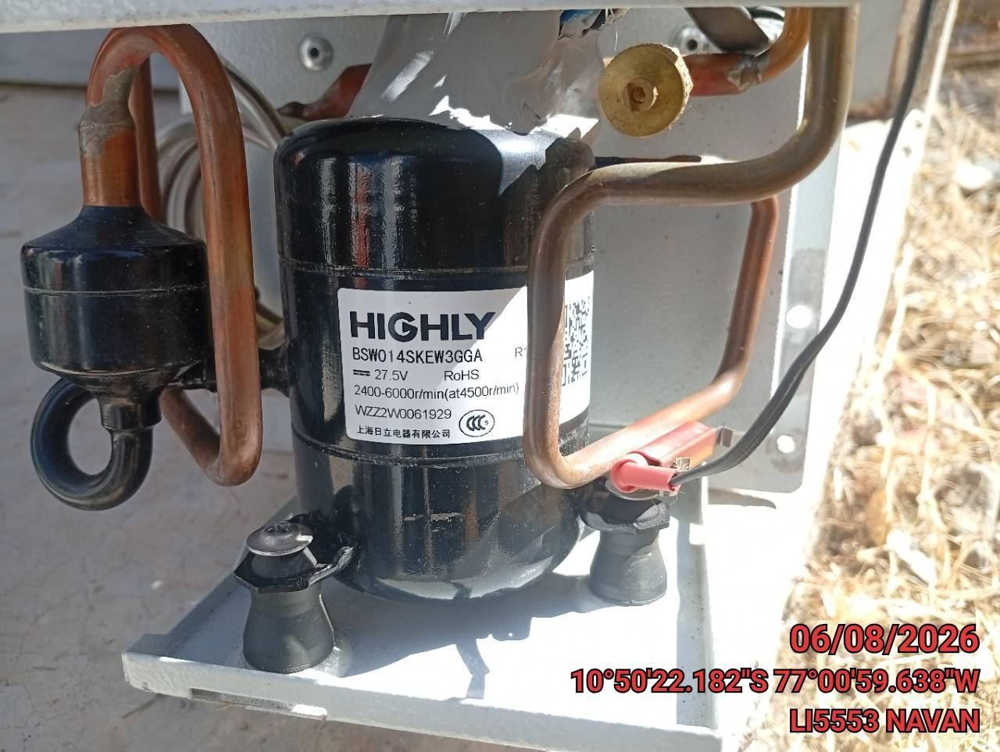 HIGHLY
BSW014SKEW3GGA
27.5V RoHS
2400-6000r/min(at4500r/min)
WZZ2W0061929
上海日立电器有限公司
06/08/2026
10°50'22.182"S 77°00'59.638"W
LI5553 NAVAN